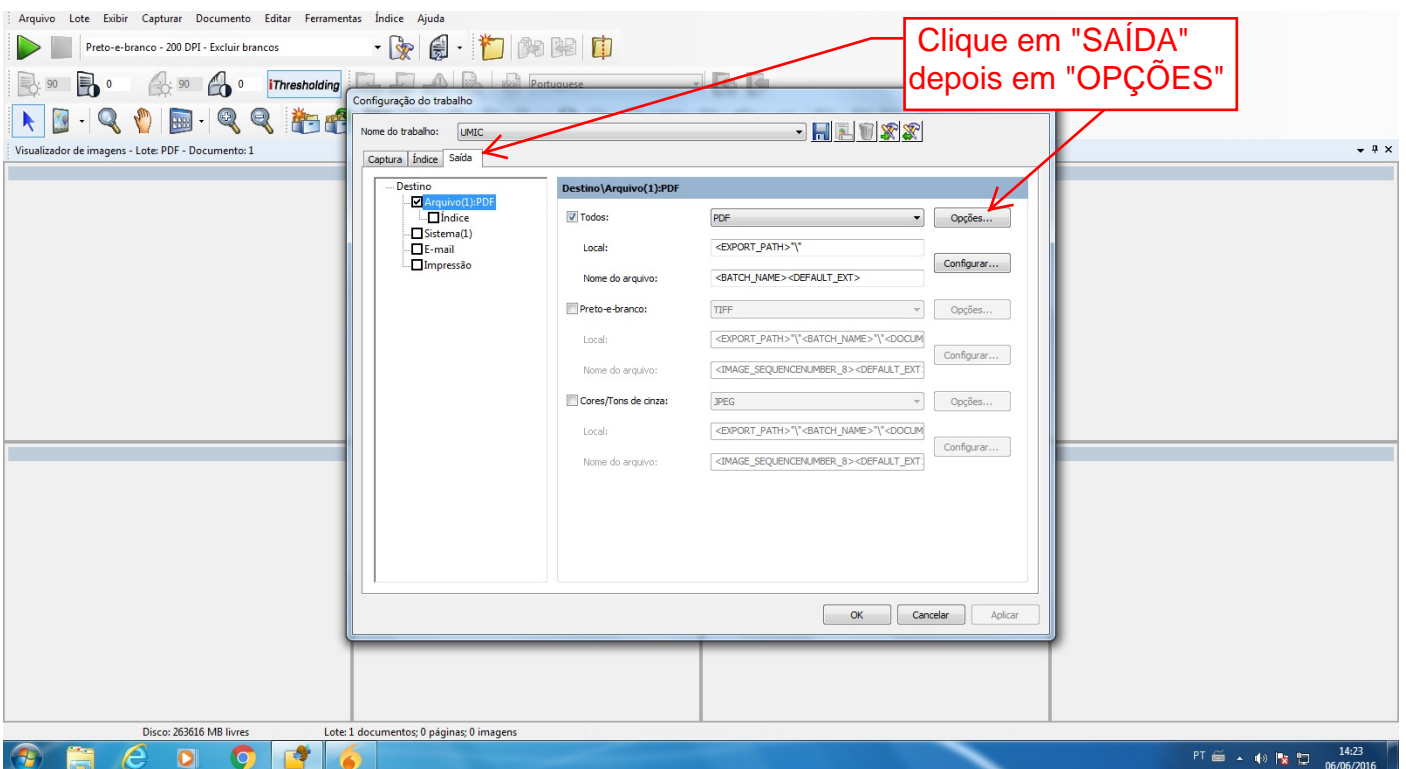 Arquivo Lote Exibir Capturar Documento Editar Ferramentas Índice Ajuda
Clique em "SAÍDA"
depois em "OPÇÕES"
Preto-e-branco - 200 DPI - Excluir brancos
90 0 90 0 iThresholding Portuguese
Configuração do trabalho
Nome do trabalho: UMIC
Visualizador de imagens - Lote: PDF - Documento: 1
Captura Índice Saída
Destino
Arquivo(1):PDF
Índice
Sistema(1)
E-mail
Impressão
Destino\Arquivo(1):PDF
Todos: PDF Opções...
Local: <EXPORT_PATH>"\"
Configurar...
Nome do arquivo: <BATCH_NAME><DEFAULT_EXT>
Preto-e-branco: TIFF Opções...
Local: <EXPORT_PATH>"\"<BATCH_NAME>"\"<DOCUM
Configurar...
Nome do arquivo: <IMAGE_SEQUENCENUMBER_8><DEFAULT_EXT
Cores/Tons de cinza: JPEG Opções...
Local: <EXPORT_PATH>"\"<BATCH_NAME>"\"<DOCUM
Configurar...
Nome do arquivo: <IMAGE_SEQUENCENUMBER_8><DEFAULT_EXT
OK Cancelar Aplicar
Disco: 263616 MB livres Lote: 1 documentos; 0 páginas; 0 imagens
PT 14:23
06/06/2016